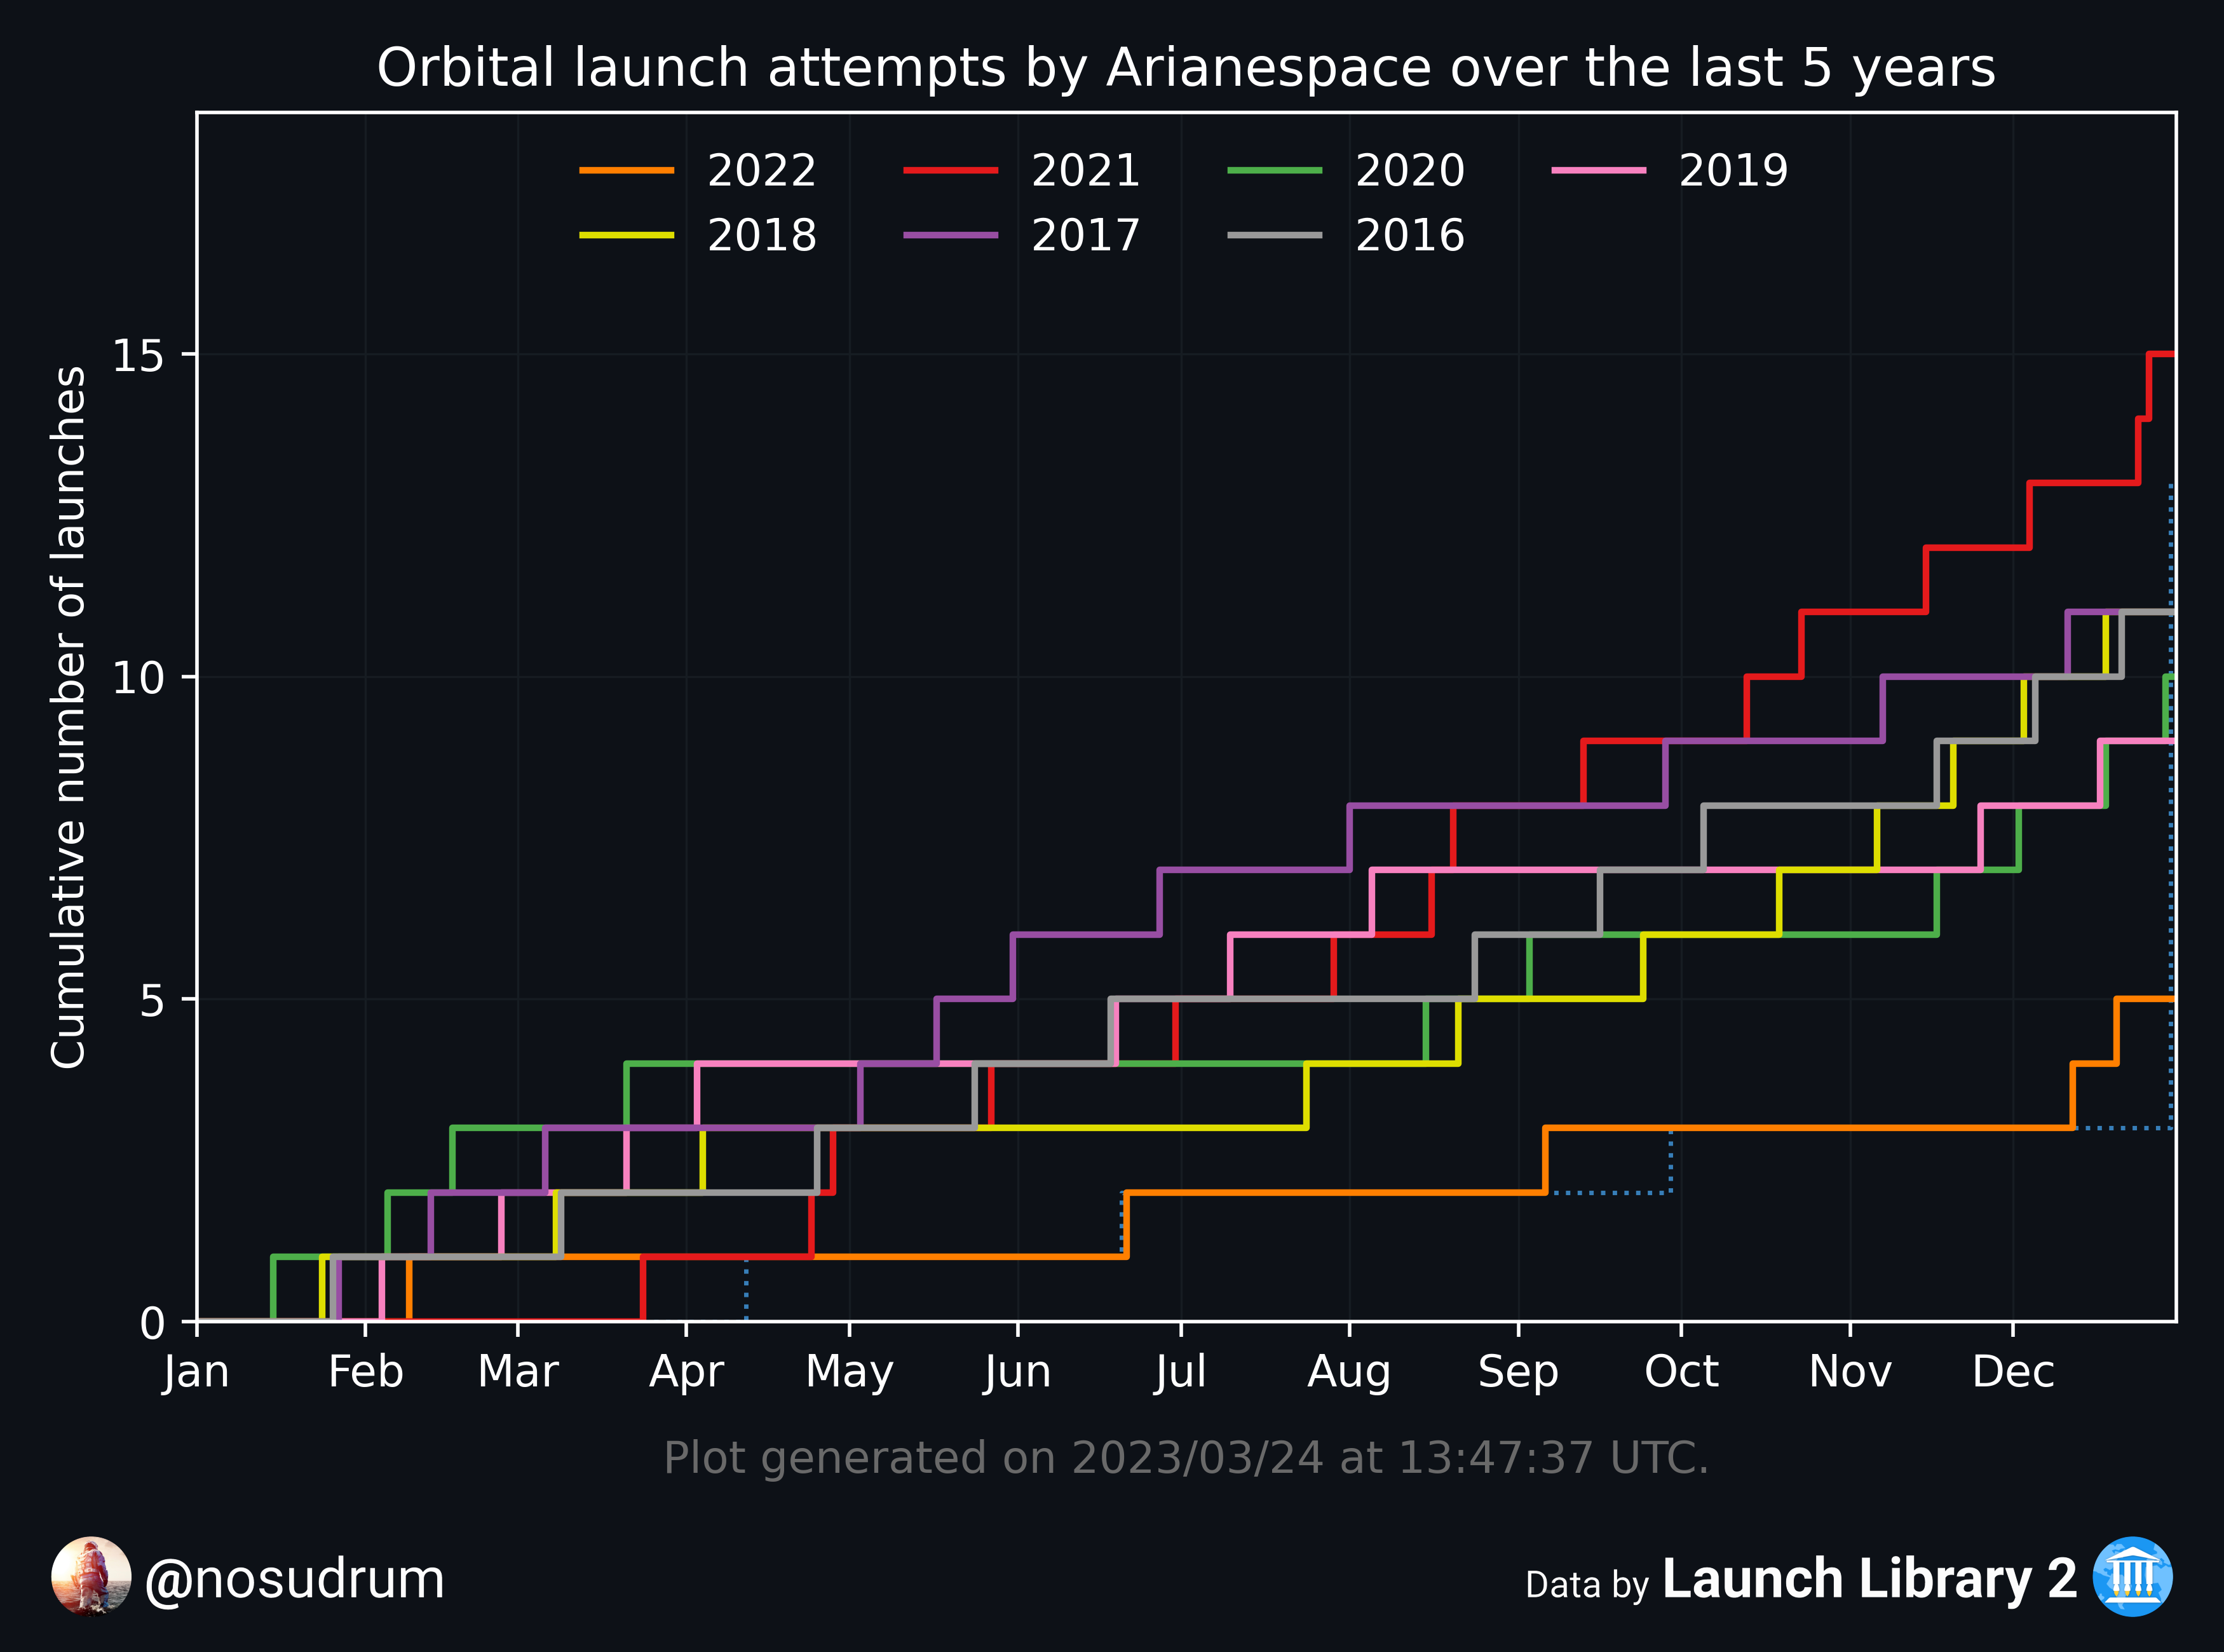 Orbital launch attempts by Arianespace over the last 5 years
2022 2021 2020 2019
2018 2017 2016
Cumulative number of launches
15
10
5
0
Jan Feb Mar Apr May Jun Jul Aug Sep Oct Nov Dec
Plot generated on 2023/03/24 at 13:47:37 UTC.
@nosudrum
Data by Launch Library 2